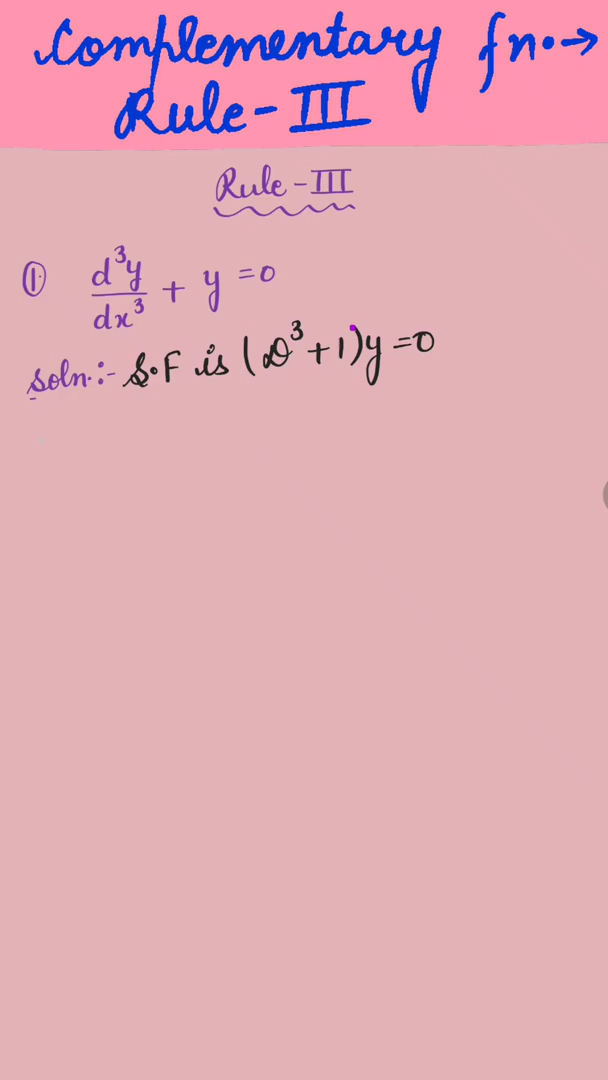 Complementary fn. →
Rule-III
Rule-III
① d³y/dx³ + y = 0
Soln:- S.F is (D³+1)y = 0